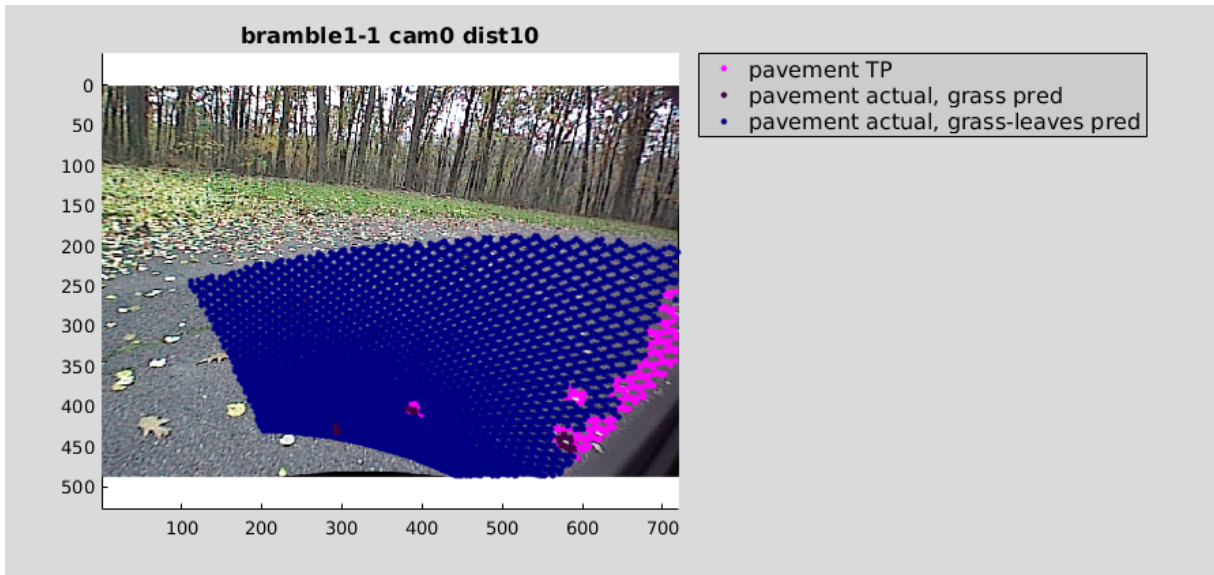 bramble1-1 cam0 dist10
pavement TP
pavement actual, grass pred
pavement actual, grass-leaves pred
0
50
100
150
200
250
300
350
400
450
500
100 200 300 400 500 600 700